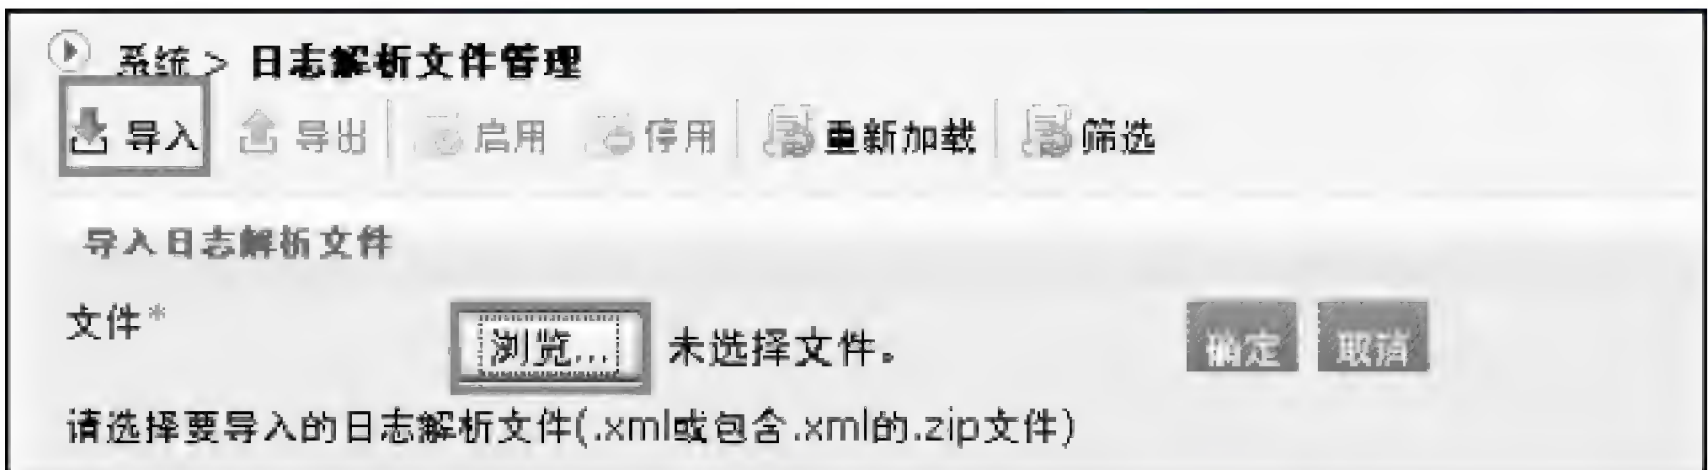 系统 > 日志解析文件管理
导入 导出 启用 停用 重新加载 筛选
导入日志解析文件
文件* 浏览... 未选择文件。 确定 取消
请选择要导入的日志解析文件(.xml或包含.xml的.zip文件)